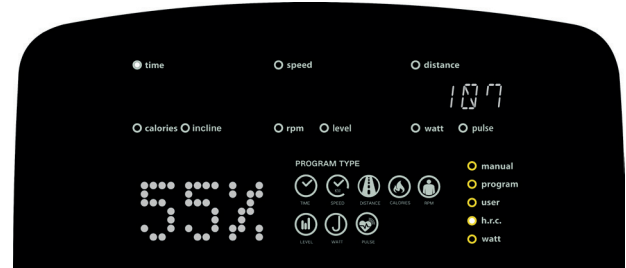 time speed distance
107
calories incline rpm level watt pulse
PROGRAM TYPE
manual
program
TIME SPEED DISTANCE CALORIES RPM
55%
user
h.r.c.
LEVEL WATT PULSE
watt